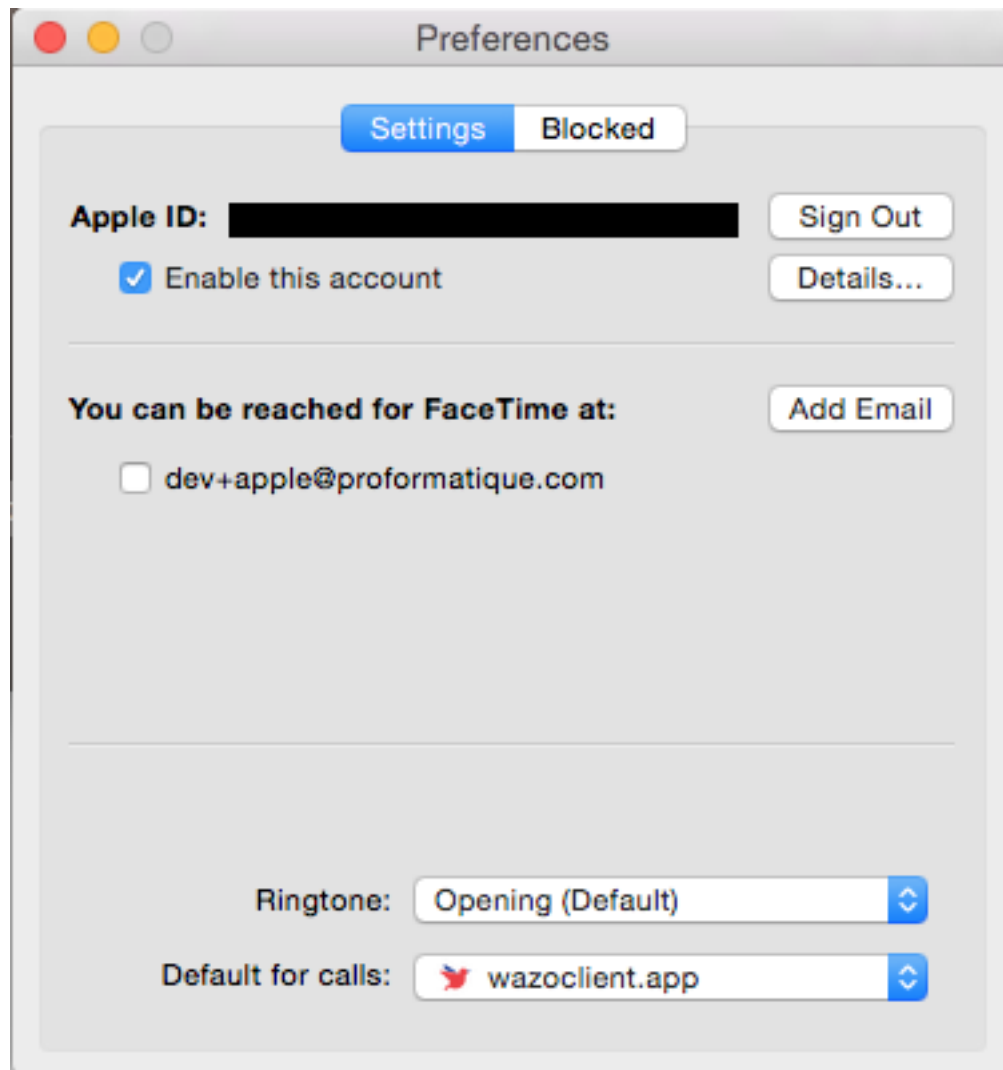 Preferences
Settings Blocked
Apple ID: Sign Out
Enable this account Details...
You can be reached for FaceTime at: Add Email
dev+apple@proformatique.com
Ringtone: Opening (Default)
Default for calls: wazoclient.app